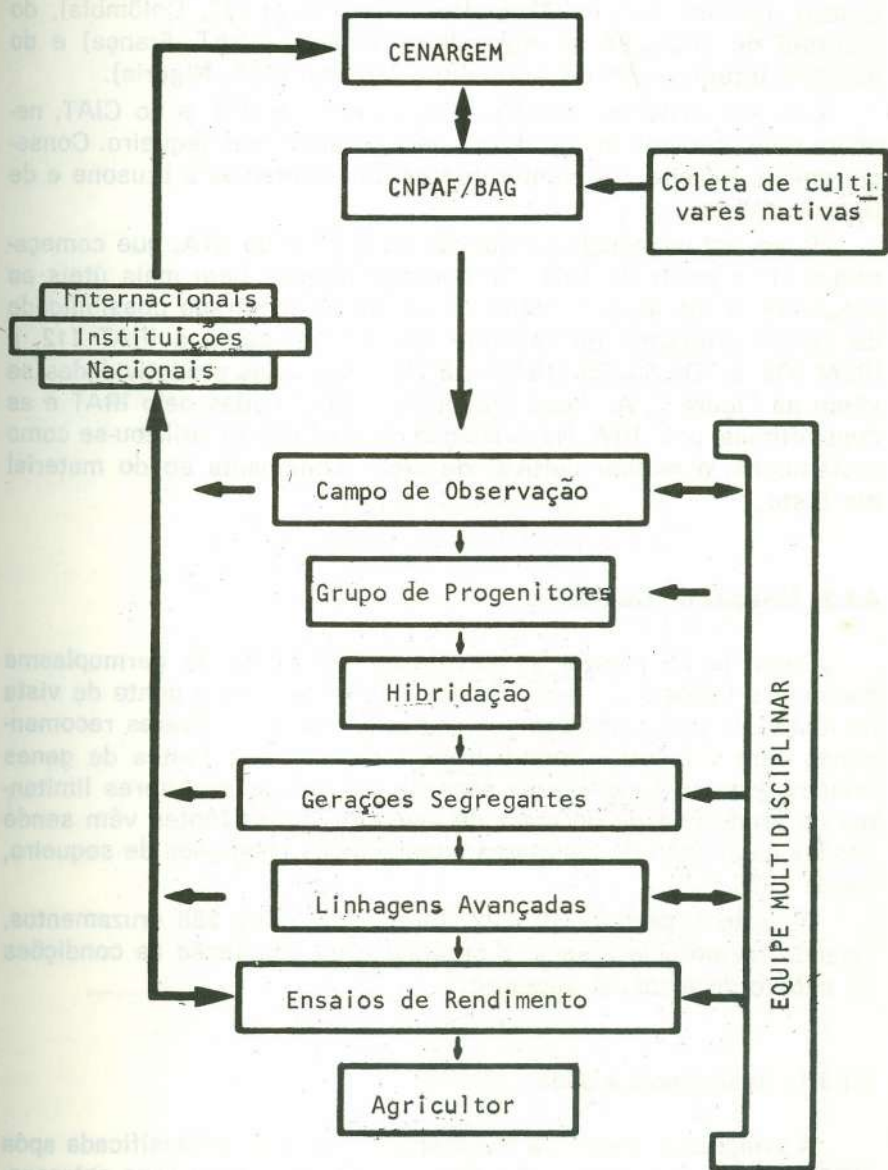 CENARGEM
CNPAF/BAG
Coleta de culti
vares nativas
Internacionais
Instituições
Nacionais
Campo de Observação
Grupo de Progenitores
Hibridação
Gerações Segregantes
Linhagens Avançadas
Ensaios de Rendimento
Agricultor
EQUIPE MULTIDISCIPLINAR